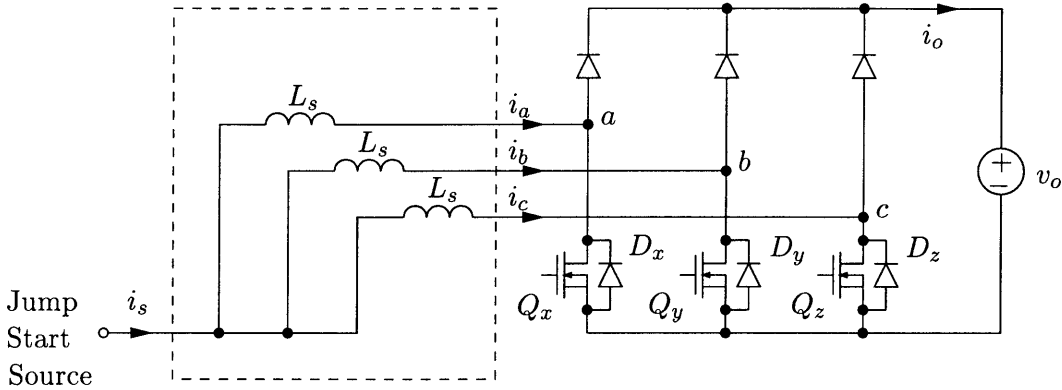 i_o
L_s
i_a
a
L_s
i_b
b
v_o
L_s
i_c
c
D_x
D_y
D_z
Q_x
Q_y
Q_z
Jump
Start
Source
i_s